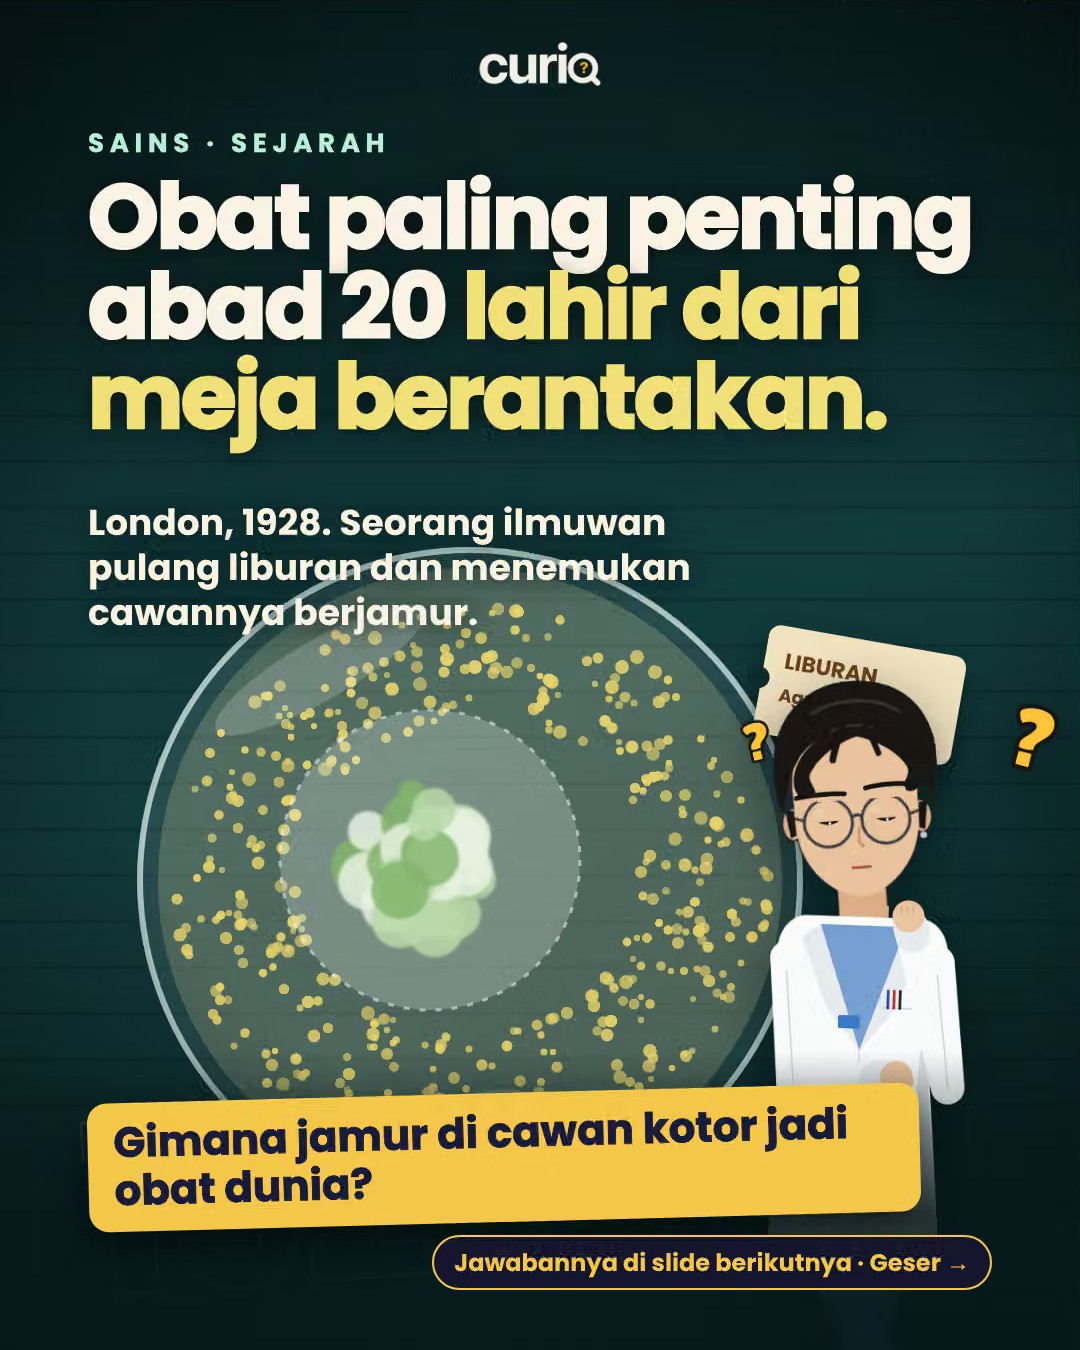 curiQ
SAINS · SEJARAH
Obat paling penting
abad 20 lahir dari
meja berantakan.
London, 1928. Seorang ilmuwan
pulang liburan dan menemukan
cawannya berjamur.
LIBURAN
?
?
Gimana jamur di cawan kotor jadi
obat dunia?
Jawabannya di slide berikutnya · Geser →